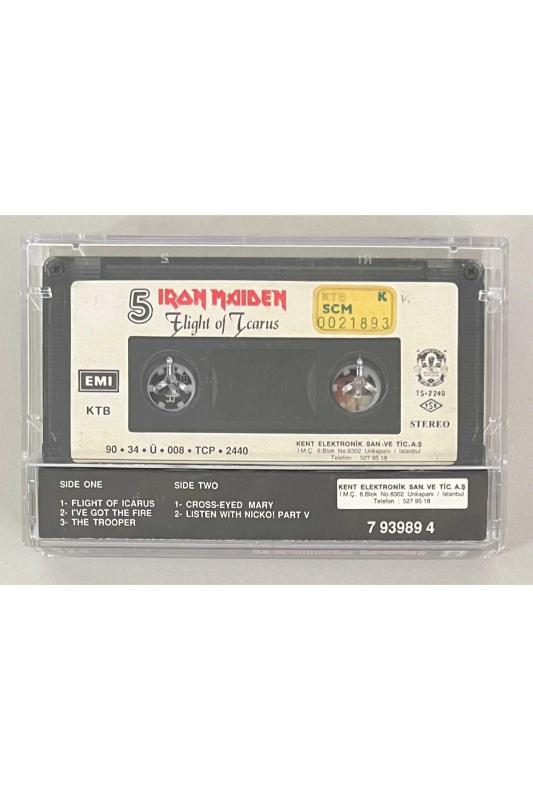 5 IRON MAIDEN
Flight of Icarus
KTB K
SCM
0021893
EMI
KTB
TS-2240
TSE
STEREO
90 • 34 • Ü • 008 • TCP • 2440
KENT ELEKTRONİK SAN. VE TİC. A.Ş
İ.M.Ç. 6.Blok No.6302 Unkapanı / İstanbul
Telefon : 527 95 18
SIDE ONE
1- FLIGHT OF ICARUS
2- I'VE GOT THE FIRE
3- THE TROOPER
SIDE TWO
1- CROSS-EYED MARY
2- LISTEN WITH NICKO! PART V
KENT ELEKTRONİK SAN. VE TİC. A.Ş
İ.M.Ç. 6.Blok No.6302 Unkapanı / İstanbul
Telefon : 527 95 18
7 93989 4